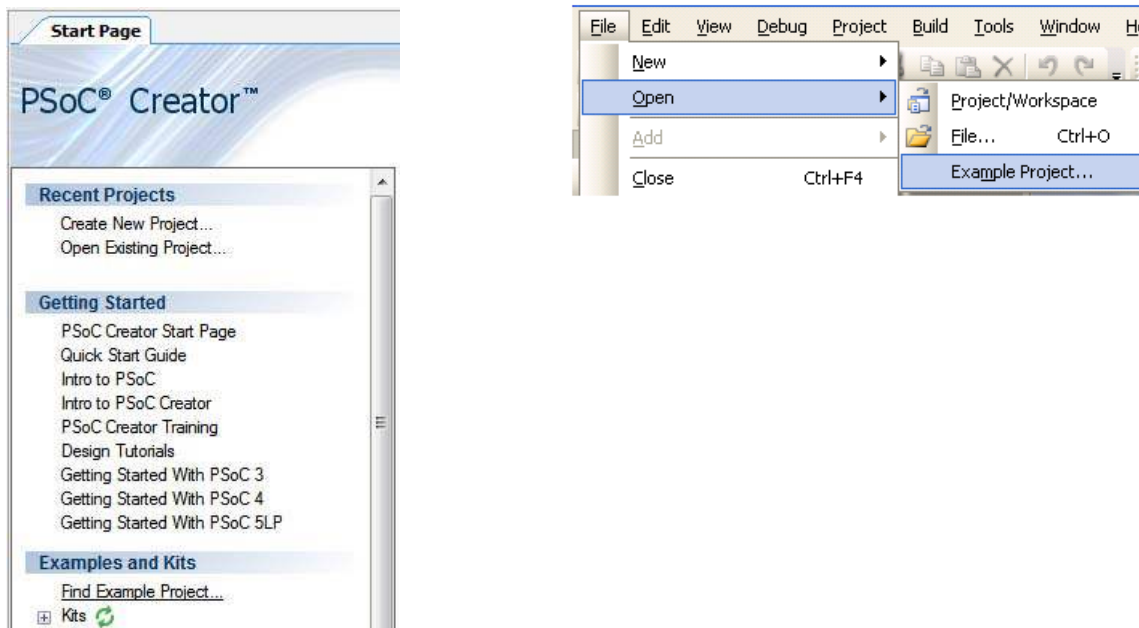 Start Page
PSoC® Creator™
Recent Projects
Create New Project...
Open Existing Project...
Getting Started
PSoC Creator Start Page
Quick Start Guide
Intro to PSoC
Intro to PSoC Creator
PSoC Creator Training
Design Tutorials
Getting Started With PSoC 3
Getting Started With PSoC 4
Getting Started With PSoC 5LP
Examples and Kits
Find Example Project...
Kits
File Edit View Debug Project Build Tools Window
New
Open
Add
Close Ctrl+F4
Project/Workspace
File... Ctrl+O
Example Project...